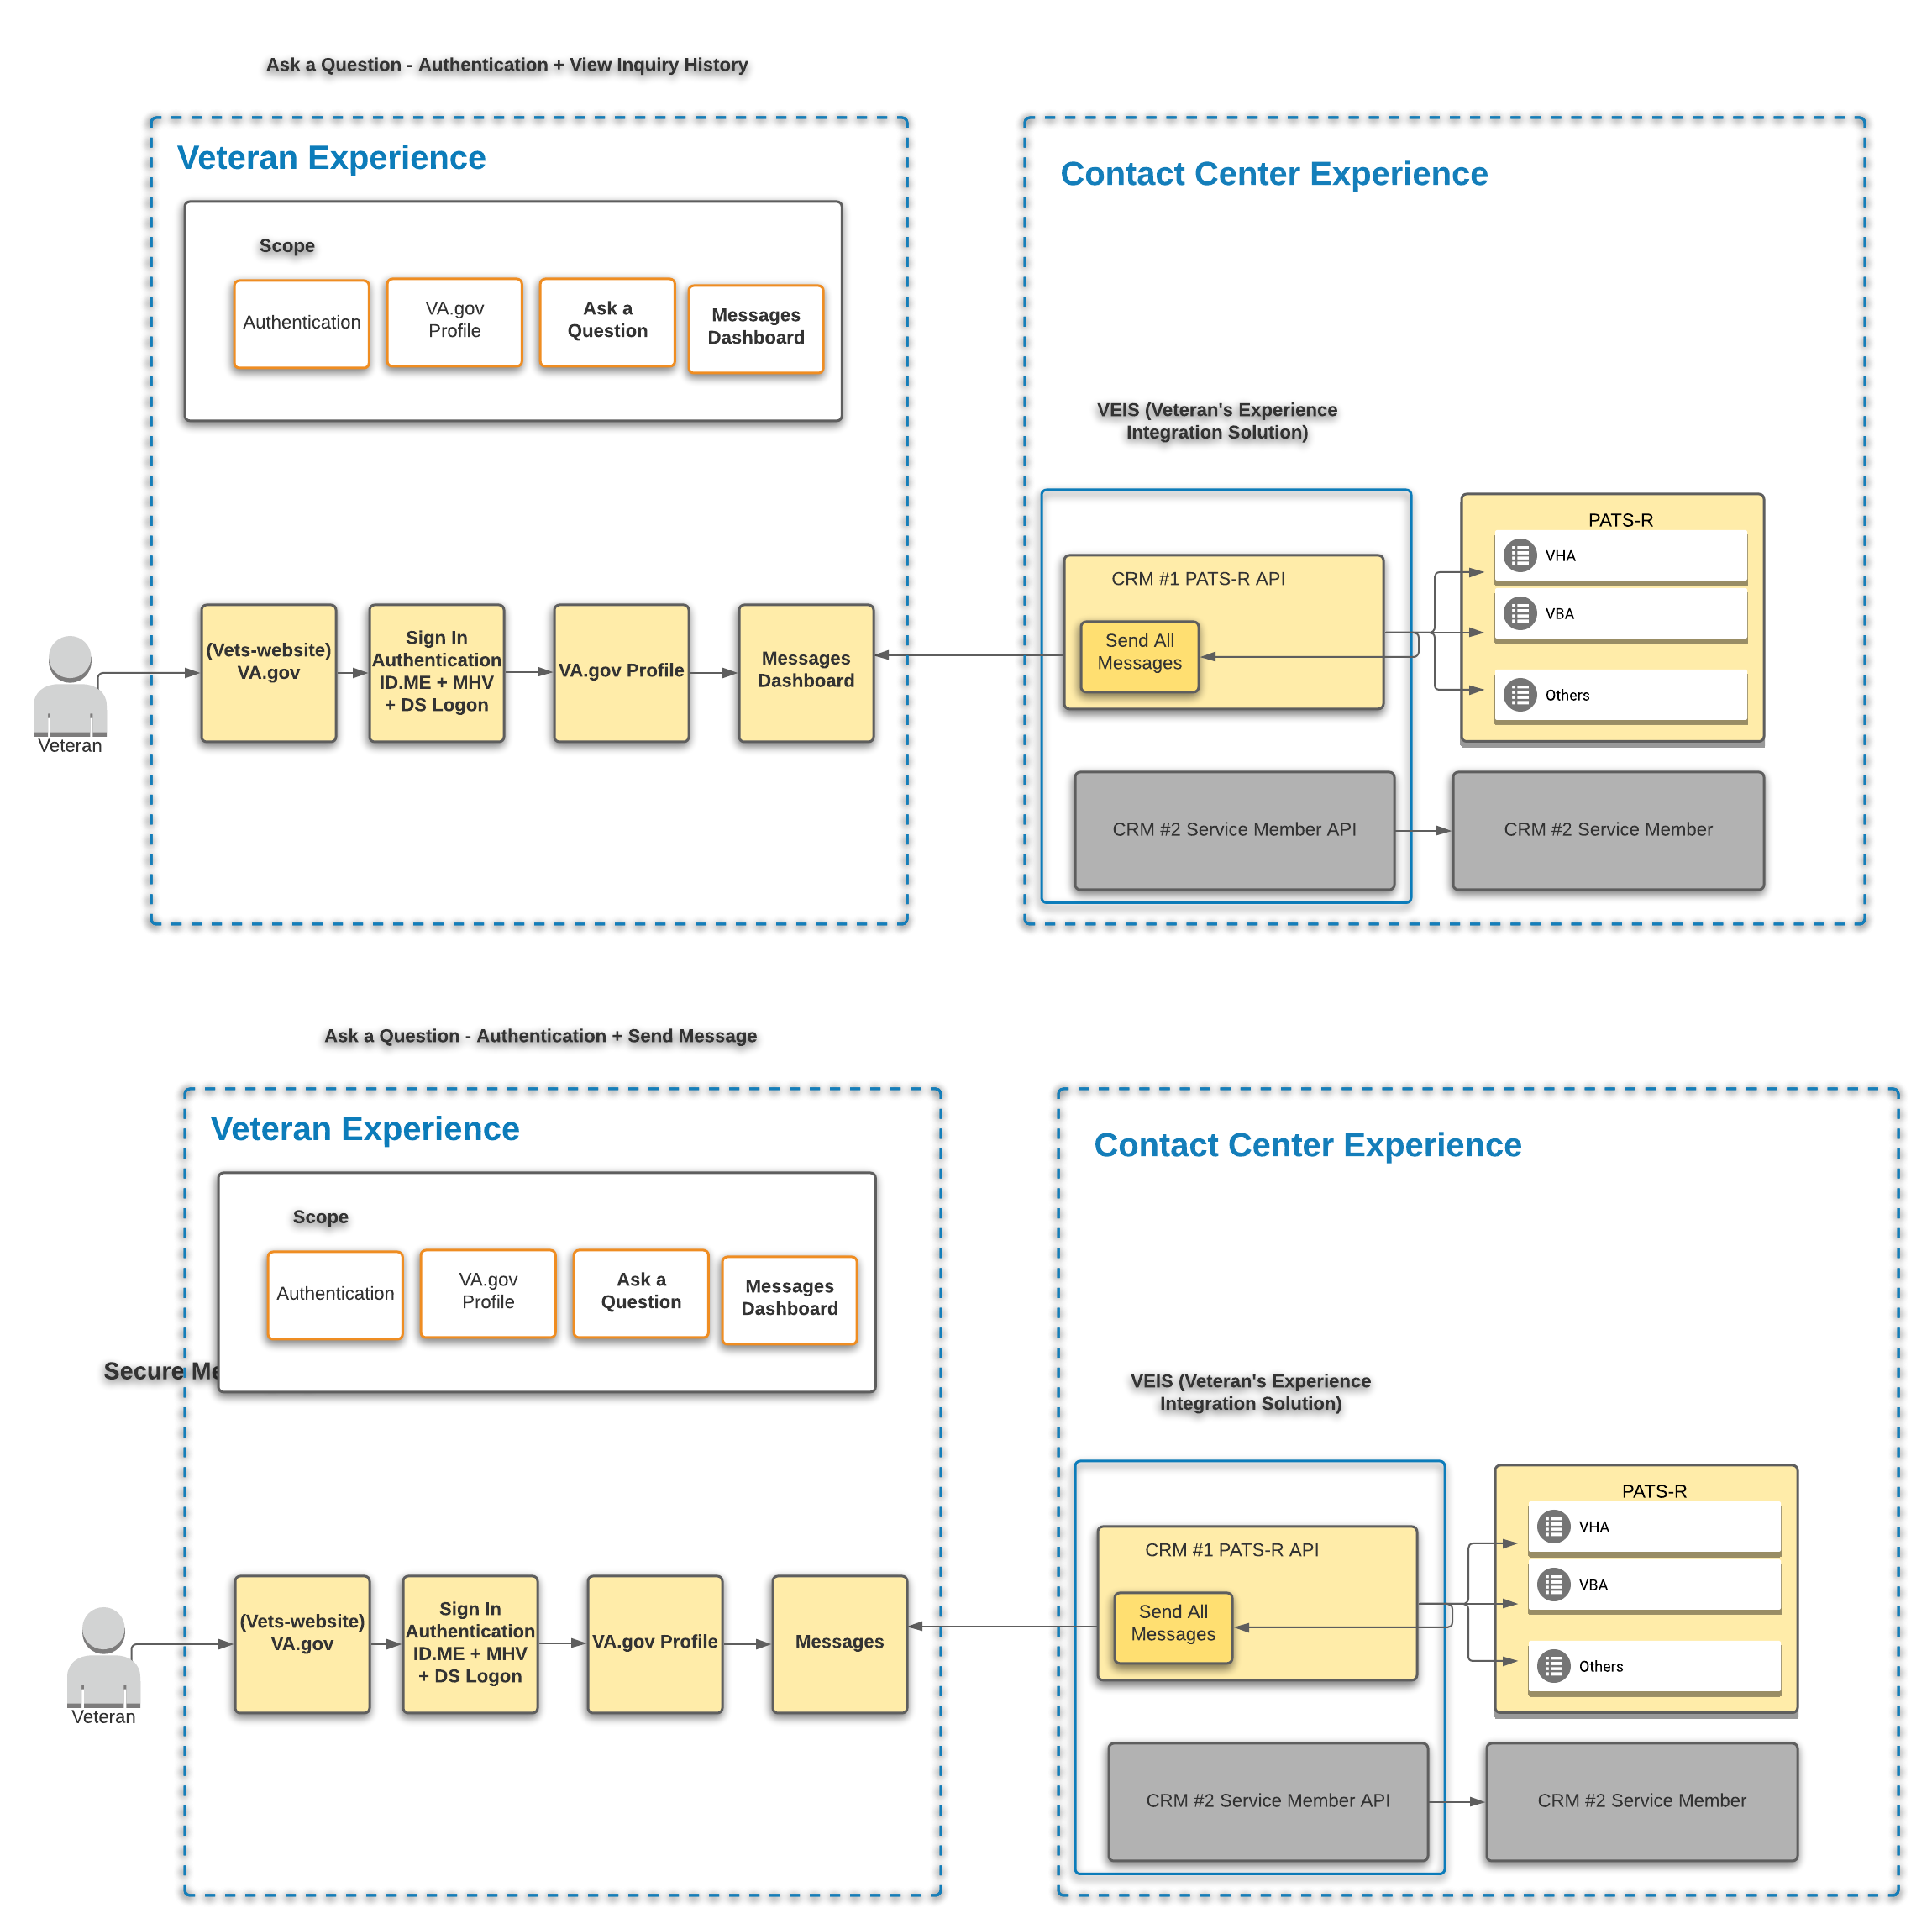 Ask a Question - Authentication + View Inquiry History
Veteran Experience
Scope
Authentication
VA.gov
Profile
Ask a
Question
Messages
Dashboard
Veteran
(Vets-website)
VA.gov
Sign In
Authentication
ID.ME + MHV
+ DS Logon
VA.gov Profile
Messages
Dashboard
Contact Center Experience
VEIS (Veteran's Experience
Integration Solution)
CRM #1 PATS-R API
Send All
Messages
PATS-R
VHA
VBA
Others
CRM #2 Service Member API
CRM #2 Service Member
Ask a Question - Authentication + Send Message
Veteran Experience
Scope
Authentication
VA.gov
Profile
Ask a
Question
Messages
Dashboard
Secure
Veteran
(Vets-website)
VA.gov
Sign In
Authentication
ID.ME + MHV
+ DS Logon
VA.gov Profile
Messages
Contact Center Experience
VEIS (Veteran's Experience
Integration Solution)
CRM #1 PATS-R API
Send All
Messages
PATS-R
VHA
VBA
Others
CRM #2 Service Member API
CRM #2 Service Member